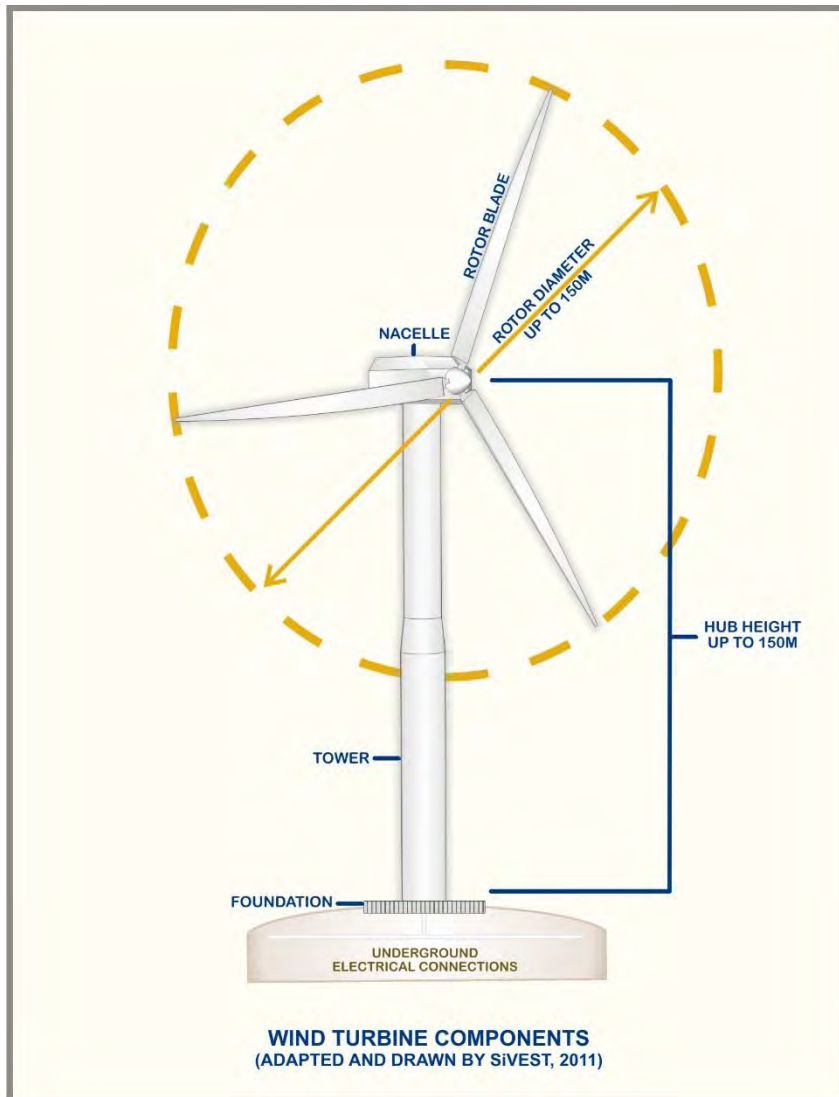 ROTOR BLADE
ROTOR DIAMETER
UP TO 150M
NACELLE
HUB HEIGHT
UP TO 150M
TOWER
FOUNDATION
UNDERGROUND
ELECTRICAL CONNECTIONS
WIND TURBINE COMPONENTS
(ADAPTED AND DRAWN BY SiVEST, 2011)